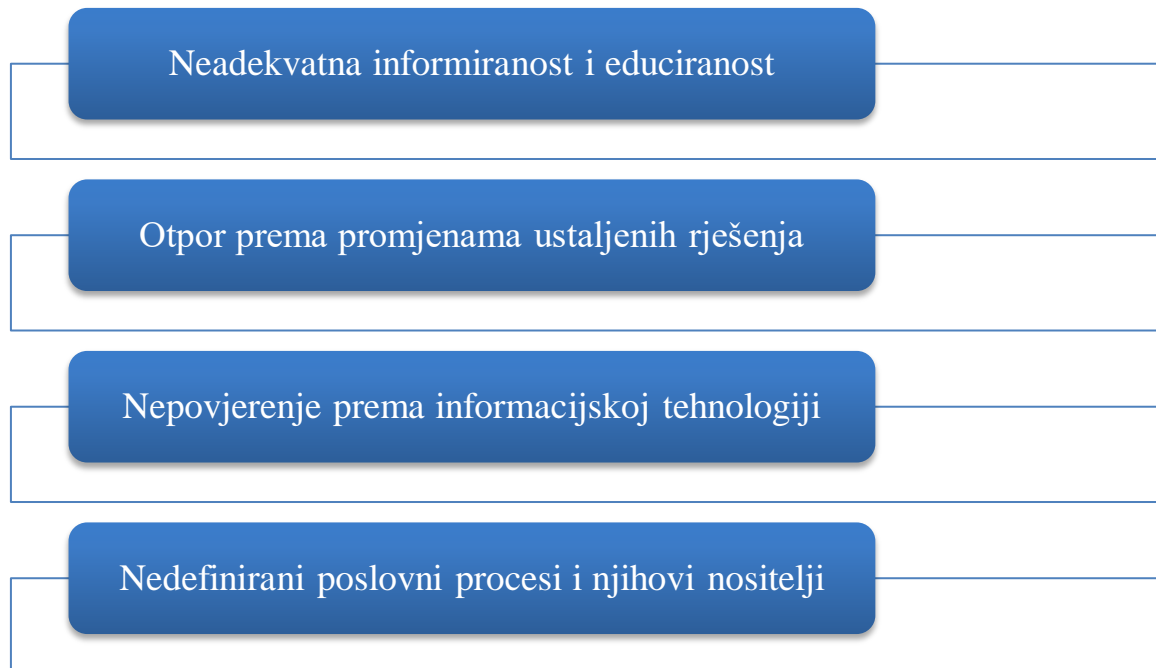 Neadekvatna informiranost i educiranost
Otpor prema promjenama ustaljenih rješenja
Nepovjerenje prema informacijskoj tehnologiji
Nedefinirani poslovni procesi i njihovi nositelji